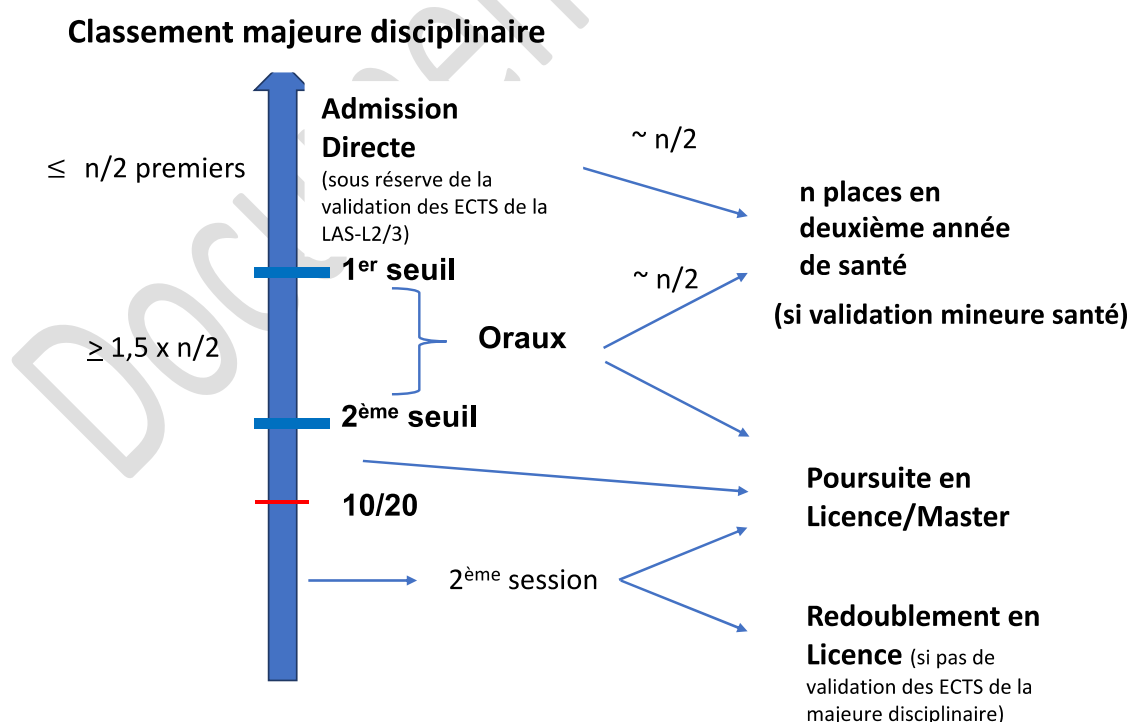 Classement majeure disciplinaire
Admission
Directe
(sous réserve de la
validation des ECTS de la
LAS-L2/3)
≤ n/2 premiers
~ n/2
n places en
deuxième année
de santé
(si validation mineure santé)
1er seuil
~ n/2
Oraux
≥ 1,5 x n/2
2ème seuil
10/20
Poursuite en
Licence/Master
2ème session
Redoublement en
Licence (si pas de
validation des ECTS de la
majeure disciplinaire)